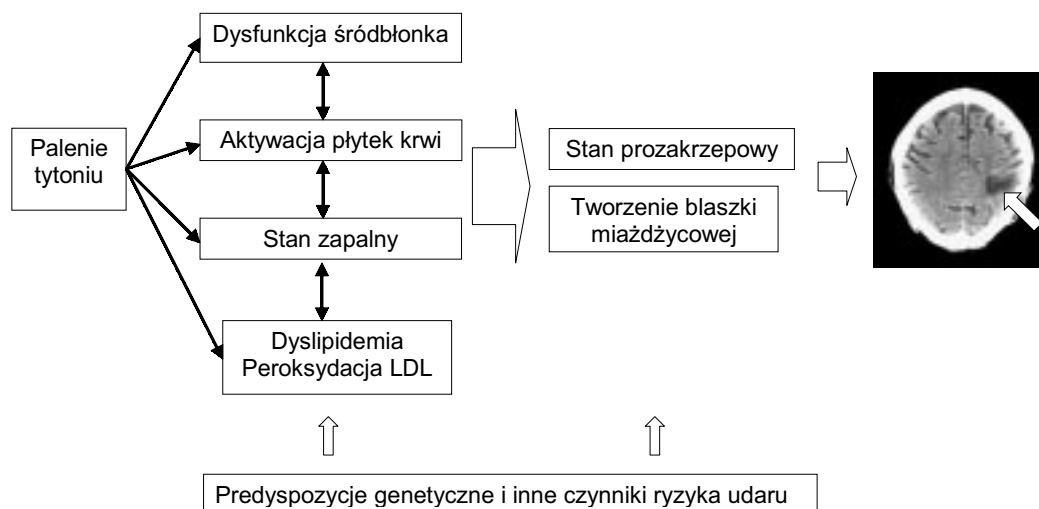 Dysfunkcja śródbłonka
Palenie
tytoniu
Aktywacja płytek krwi
Stan zapalny
Dyslipidemia
Peroksydacja LDL
Stan prozakrzepowy
Tworzenie blaszki
miażdżycowej
Predyspozycje genetyczne i inne czynniki ryzyka udaru